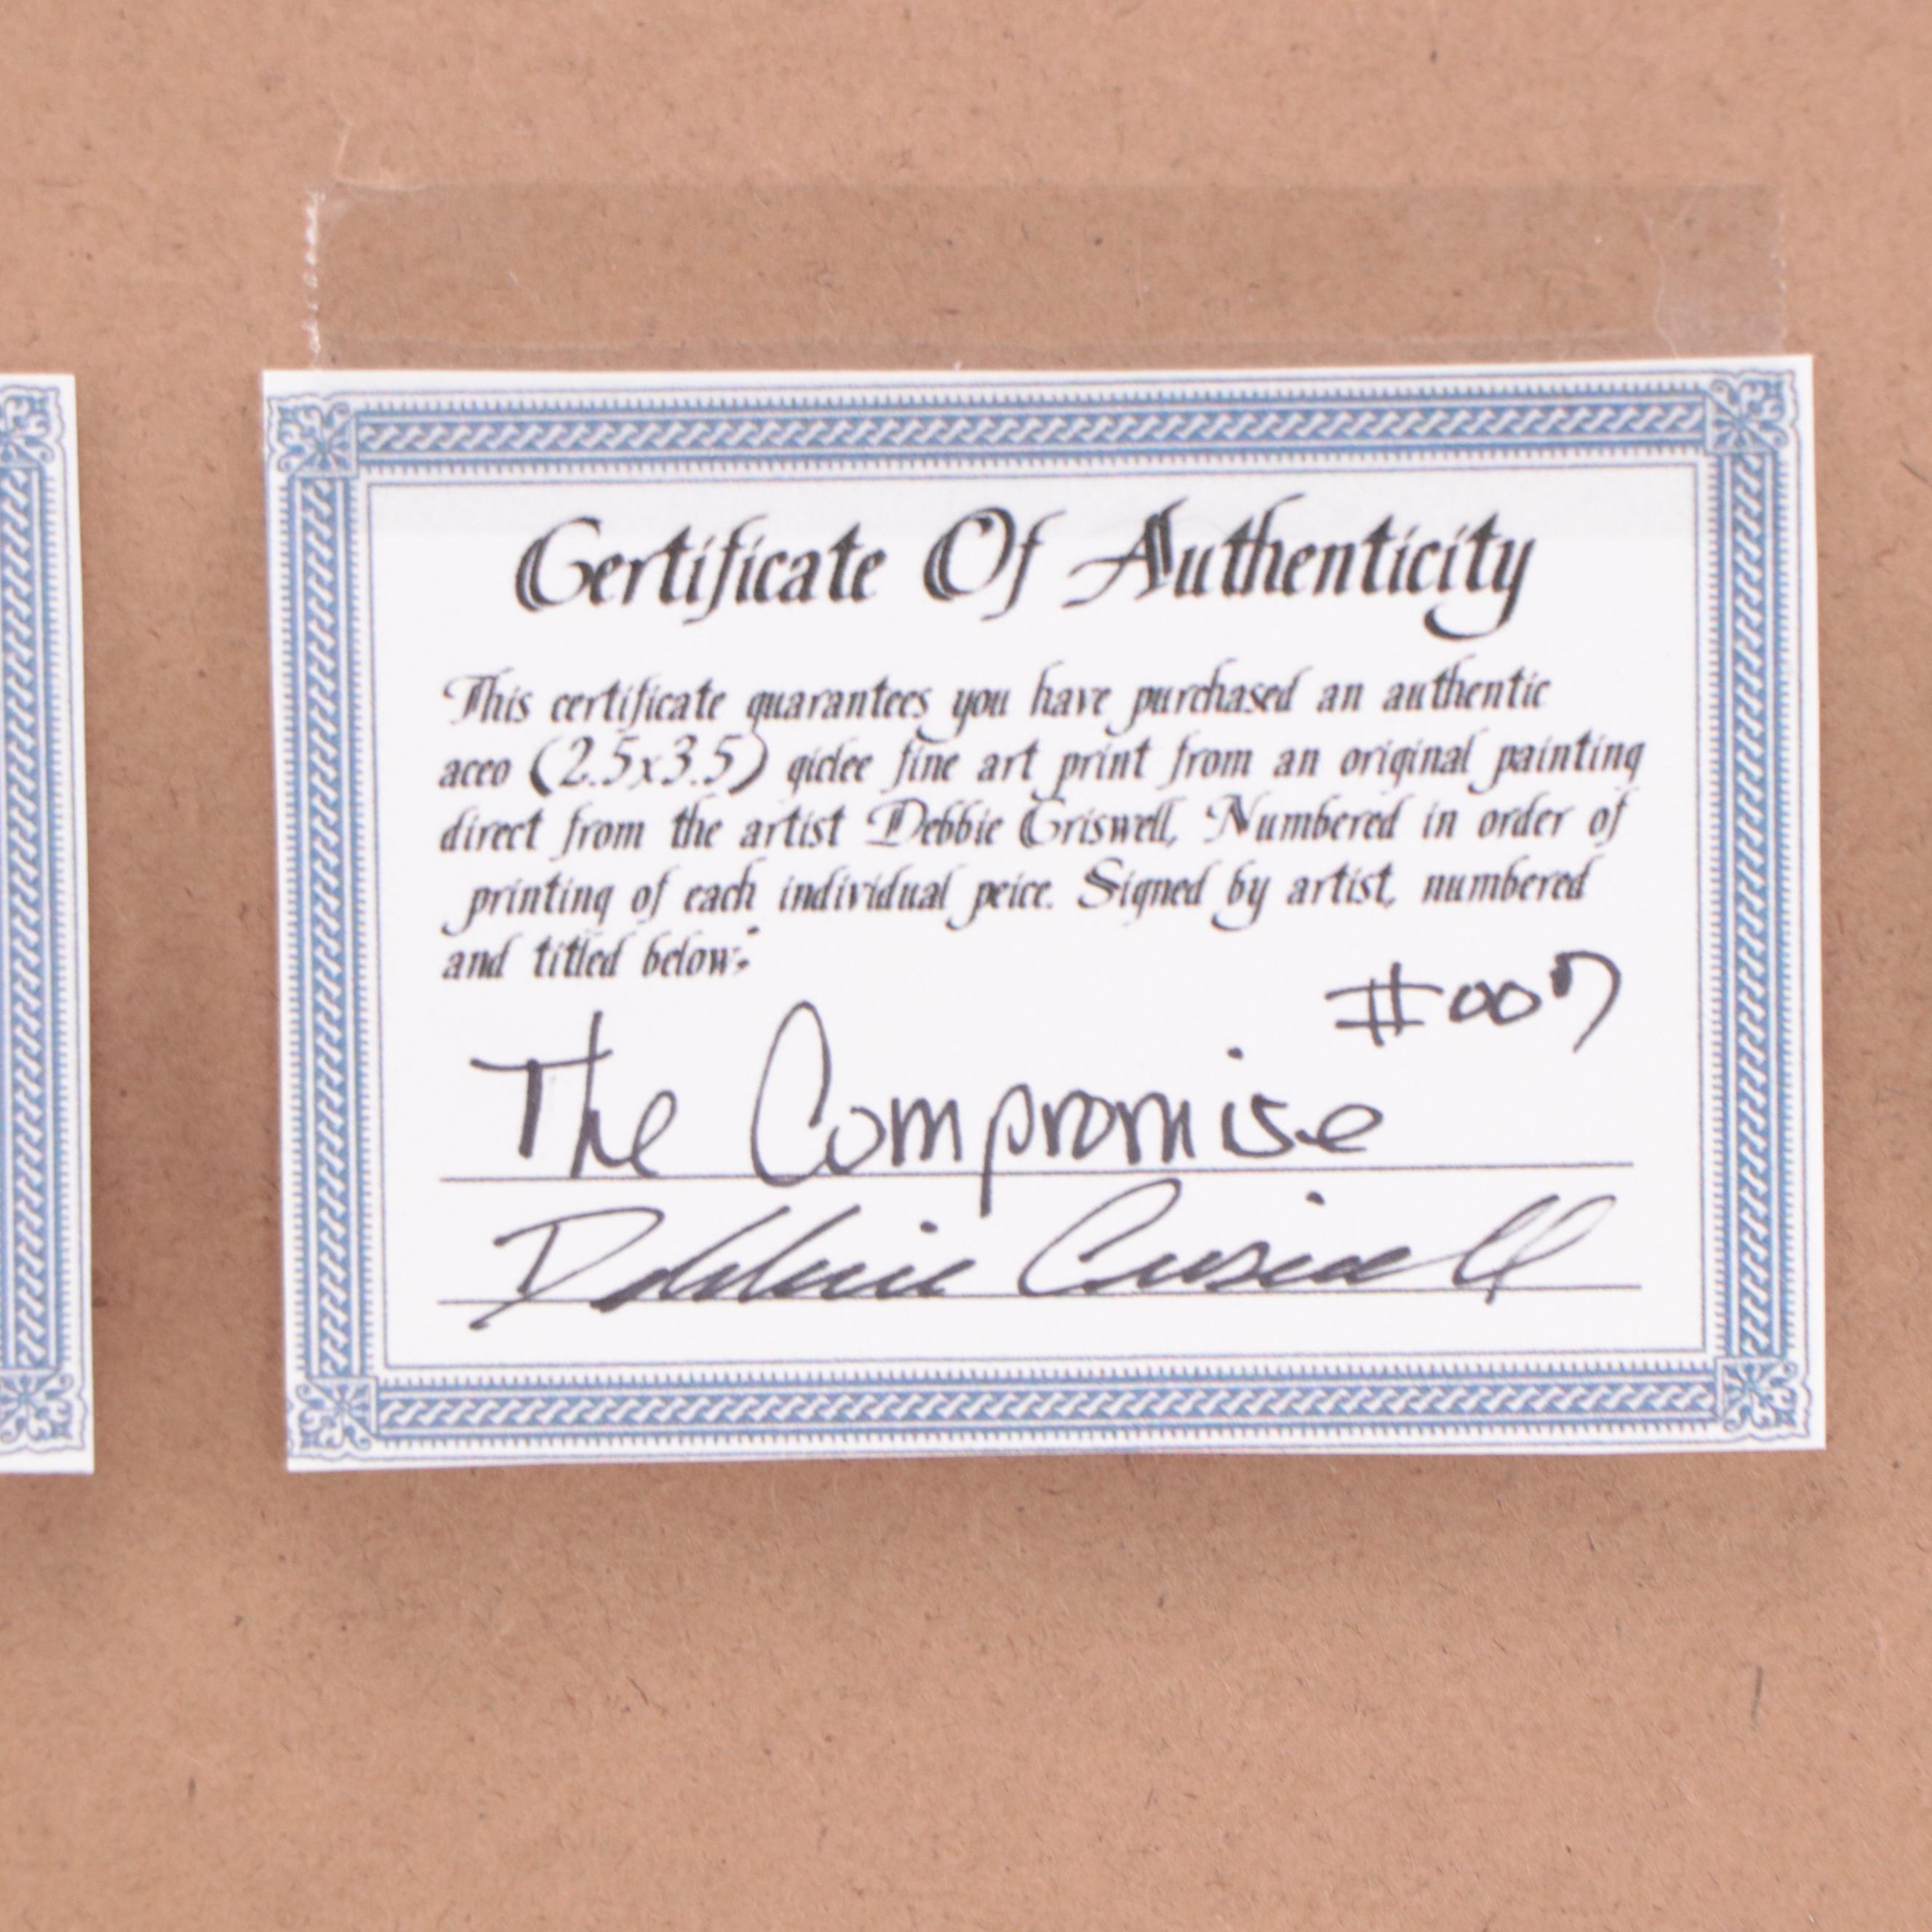 Certificate Of Authenticity
This certificate guarantees you have purchased an authentic
aceo (2.5x3.5) giclee fine art print from an original painting
direct from the artist Debbie Criswell, Numbered in order of
printing of each individual peice. Signed by artist, numbered
and titled below:
#007
The Compromise
Debbie Criswell